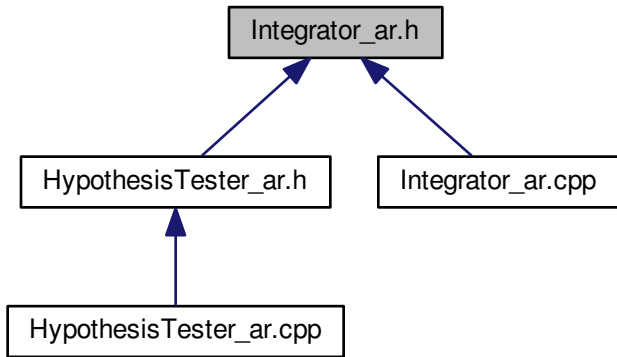 Integrator_ar.h
HypothesisTester_ar.h
Integrator_ar.cpp
HypothesisTester_ar.cpp